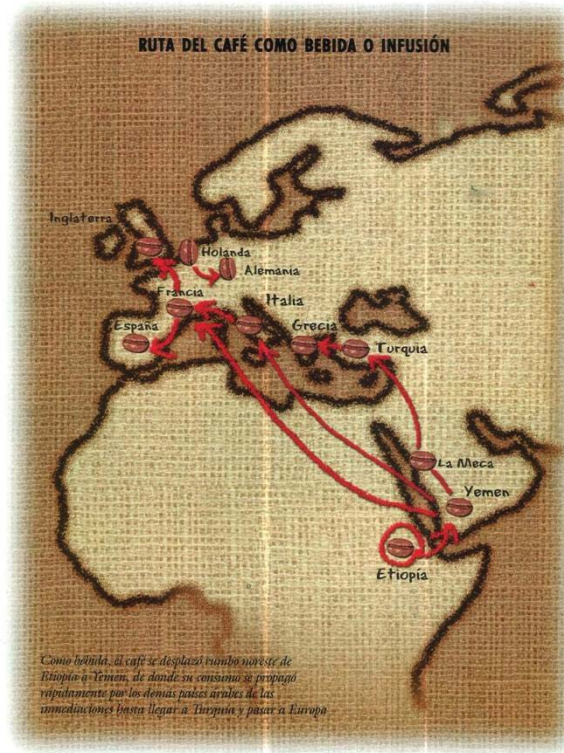 RUTA DEL CAFÉ COMO BEBIDA O INFUSIÓN
Inglaterra
Holanda
Alemania
Francia
Italia
España
Grecia
Turquia
La Meca
Yemen
Etiopía
Como bebida, el café se desplazó rumbo noreste de
Etiopía a Yemen, de donde su consumo se propagó
rápidamente por los demás países árabes de las
inmediaciones hasta llegar a Turquía y pasar a Europa